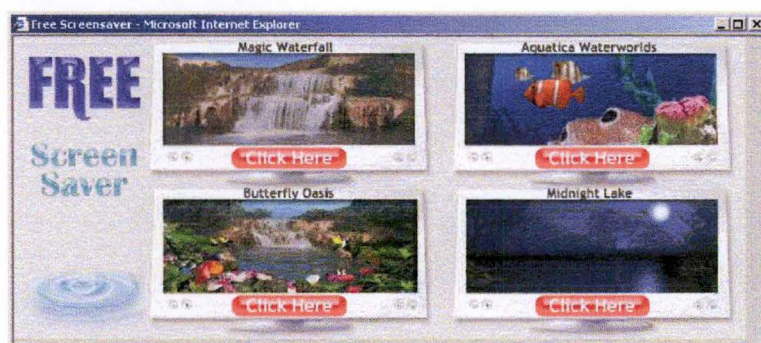 Free Screensaver - Microsoft Internet Explorer
FREE
Screen
Saver
Magic Waterfall
Click Here
Aquatica Waterworlds
Click Here
Butterfly Oasis
Click Here
Midnight Lake
Click Here